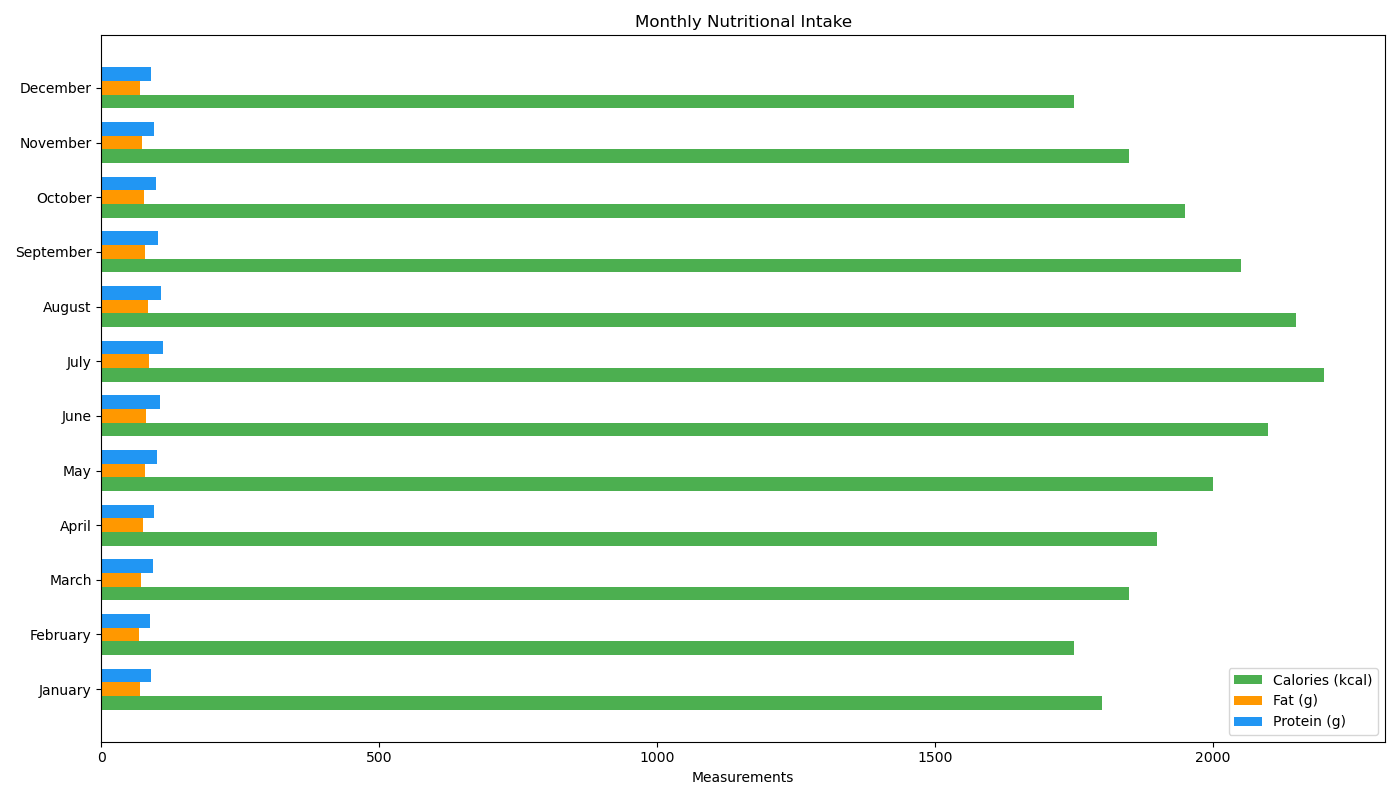 Monthly Nutritional Intake
December
November
October
September
August
July
June
May
April
March
February
January
Calories (kcal)
Fat (g)
Protein (g)
0 500 1000 1500 2000
Measurements